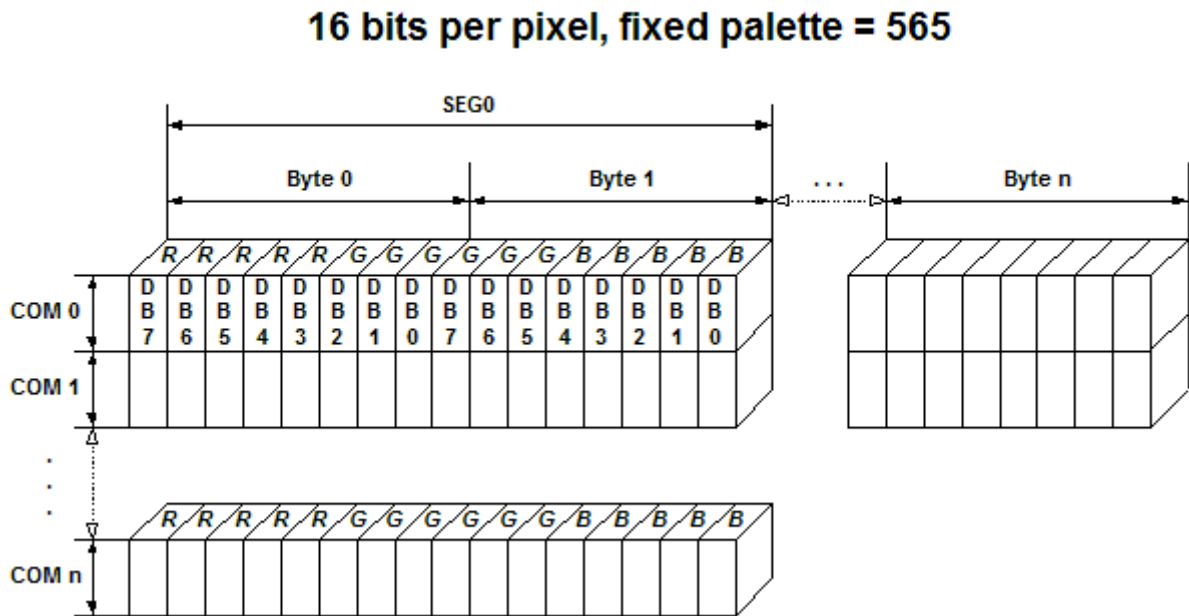 16 bits per pixel, fixed palette = 565
SEG0
Byte 0 Byte 1 . . . Byte n
R R R R R G G G G G G B B B B B
COM 0
D D D D D D D D D D D D D D D D
B B B B B B B B B B B B B B B B
7 6 5 4 3 2 1 0 7 6 5 4 3 2 1 0
COM 1
.
.
.
R R R R R G G G G G G B B B B B
COM n